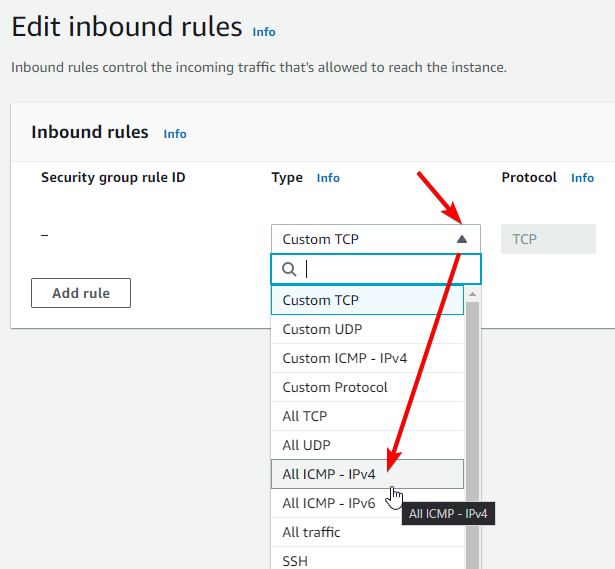 Edit inbound rules Info
Inbound rules control the incoming traffic that's allowed to reach the instance.
Inbound rules Info
Security group rule ID Type Info Protocol Info
–
Custom TCP TCP
Add rule
Custom TCP
Custom UDP
Custom ICMP - IPv4
Custom Protocol
All TCP
All UDP
All ICMP - IPv4
All ICMP - IPv6
All ICMP - IPv4
All traffic
SSH